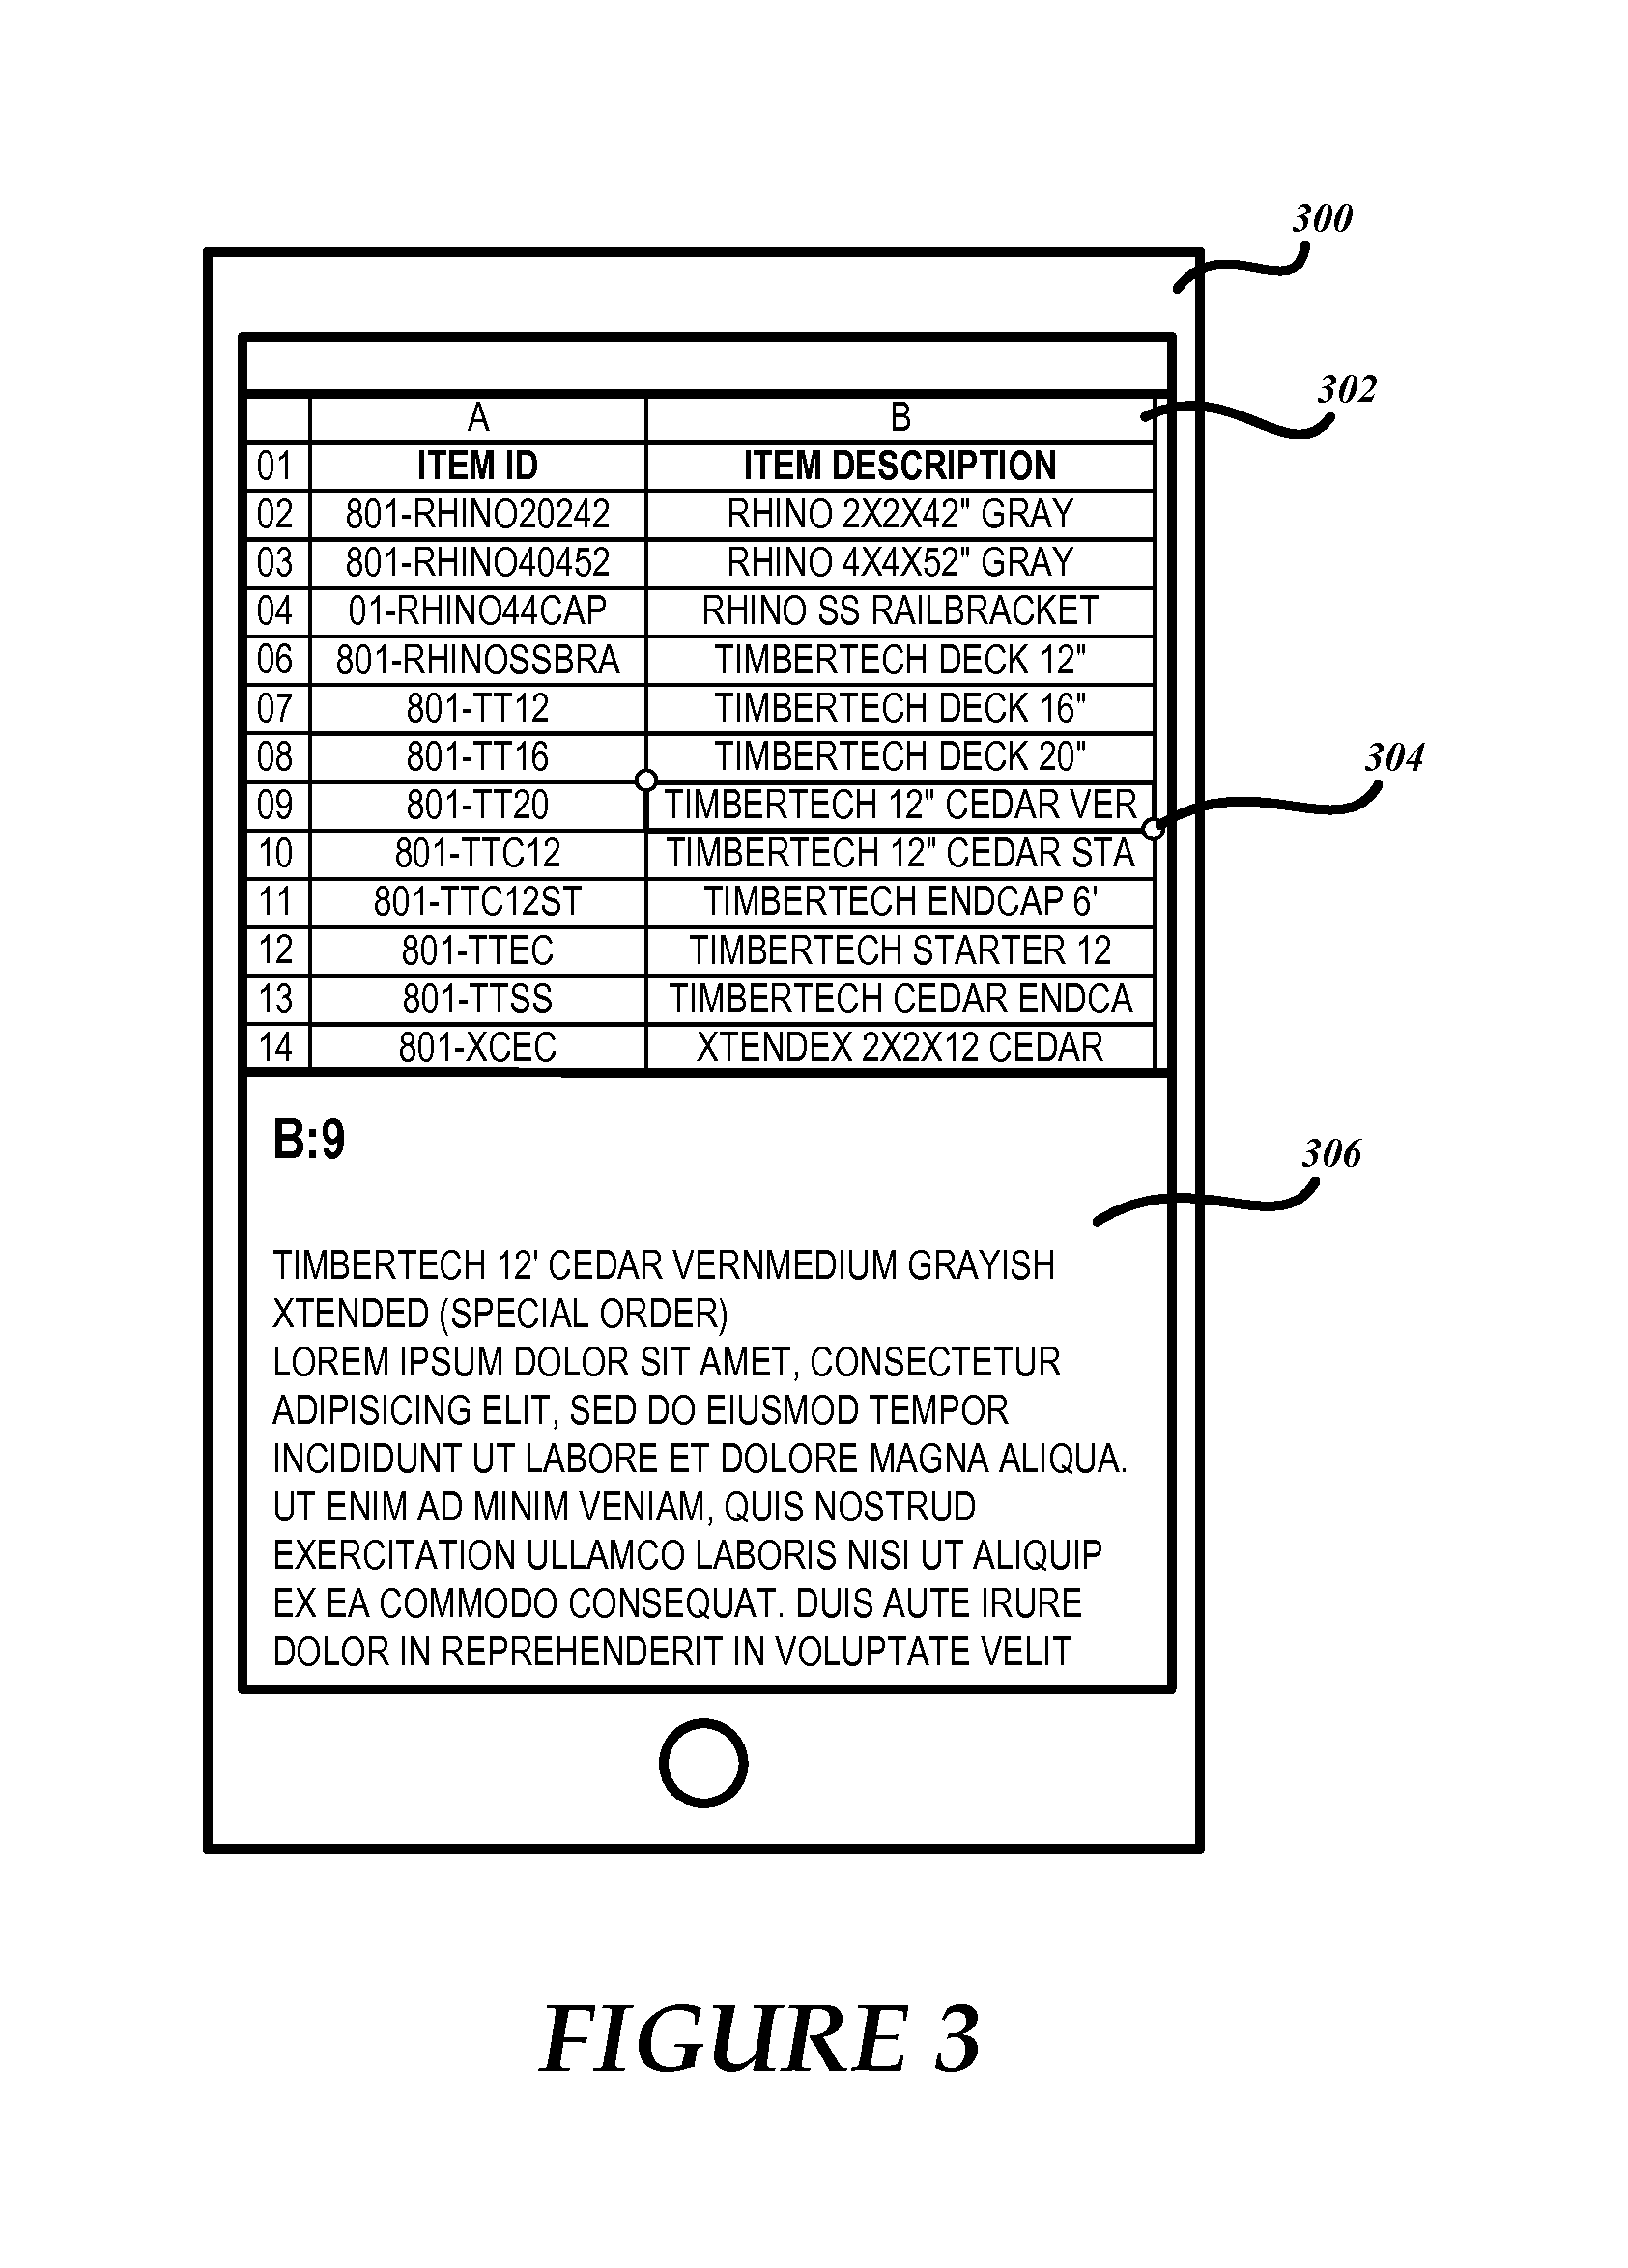 300
302
A B
01 ITEM ID ITEM DESCRIPTION
02 801-RHINO20242 RHINO 2X2X42" GRAY
03 801-RHINO40452 RHINO 4X4X52" GRAY
04 01-RHINO44CAP RHINO SS RAILBRACKET
06 801-RHINOSSBRA TIMBERTECH DECK 12"
07 801-TT12 TIMBERTECH DECK 16"
08 801-TT16 TIMBERTECH DECK 20"
304
09 801-TT20 TIMBERTECH 12" CEDAR VER
10 801-TTC12 TIMBERTECH 12" CEDAR STA
11 801-TTC12ST TIMBERTECH ENDCAP 6'
12 801-TTEC TIMBERTECH STARTER 12
13 801-TTSS TIMBERTECH CEDAR ENDCA
14 801-XCEC XTENDEX 2X2X12 CEDAR
B:9
306
TIMBERTECH 12' CEDAR VERNMEDIUM GRAYISH
XTENDED (SPECIAL ORDER)
LOREM IPSUM DOLOR SIT AMET, CONSECTETUR
ADIPISICING ELIT, SED DO EIUSMOD TEMPOR
INCIDIDUNT UT LABORE ET DOLORE MAGNA ALIQUA.
UT ENIM AD MINIM VENIAM, QUIS NOSTRUD
EXERCITATION ULLAMCO LABORIS NISI UT ALIQUIP
EX EA COMMODO CONSEQUAT. DUIS AUTE IRURE
DOLOR IN REPREHENDERIT IN VOLUPTATE VELIT
FIGURE 3